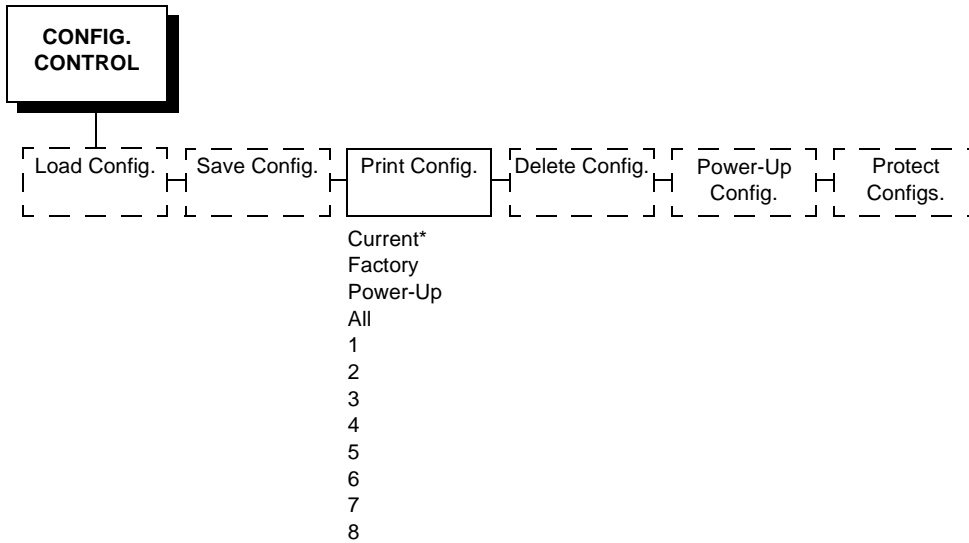 CONFIG.
CONTROL
Load Config.
Save Config.
Print Config.
Delete Config.
Power-Up
Config.
Protect
Configs.
Current*
Factory
Power-Up
All
1
2
3
4
5
6
7
8